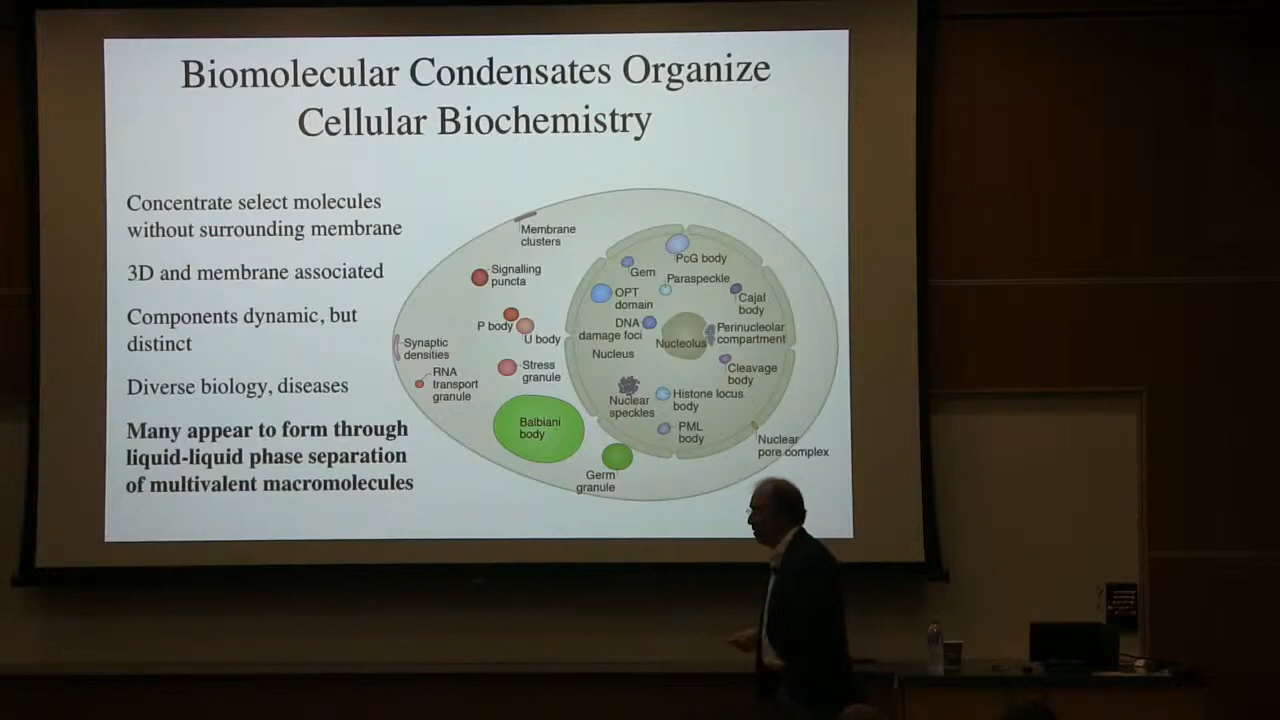 Biomolecular Condensates Organize
Cellular Biochemistry
Concentrate select molecules
without surrounding membrane
3D and membrane associated
Components dynamic, but
distinct
Diverse biology, diseases
Many appear to form through
liquid-liquid phase separation
of multivalent macromolecules
Membrane
clusters
Signalling
puncta
P body
U body
Synaptic
densities
RNA
transport
granule
Stress
granule
Balbiani
body
Germ
granule
PcG body
Gem
Paraspeckle
OPT
domain
Cajal
body
DNA
damage foci
Nucleolus
Perinucleolar
compartment
Nucleus
Cleavage
body
Nuclear
speckles
Histone locus
body
PML
body
Nuclear
pore complex